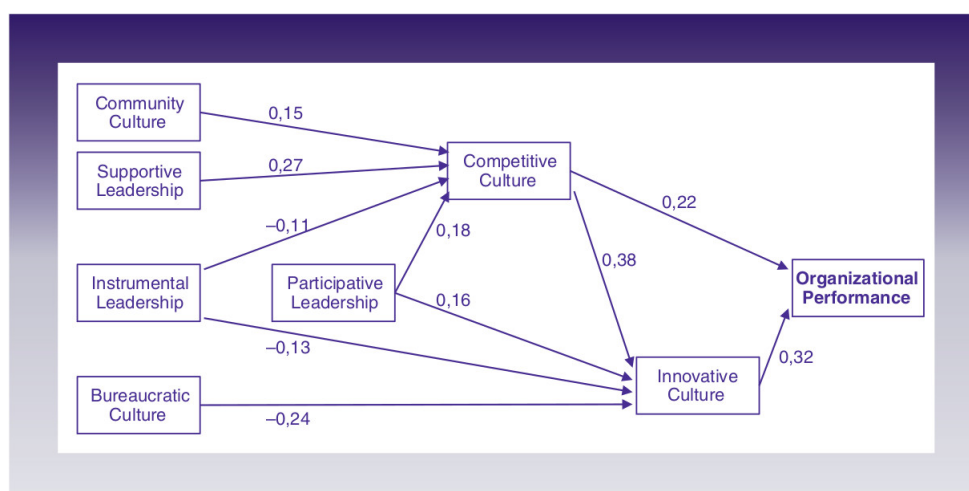 Community
Culture
0,15
Supportive
Leadership
0,27
Competitive
Culture
–0,11
0,18
0,22
Instrumental
Leadership
Participative
Leadership
0,38
0,16
Organizational
Performance
–0,13
0,32
Bureaucratic
Culture
–0,24
Innovative
Culture